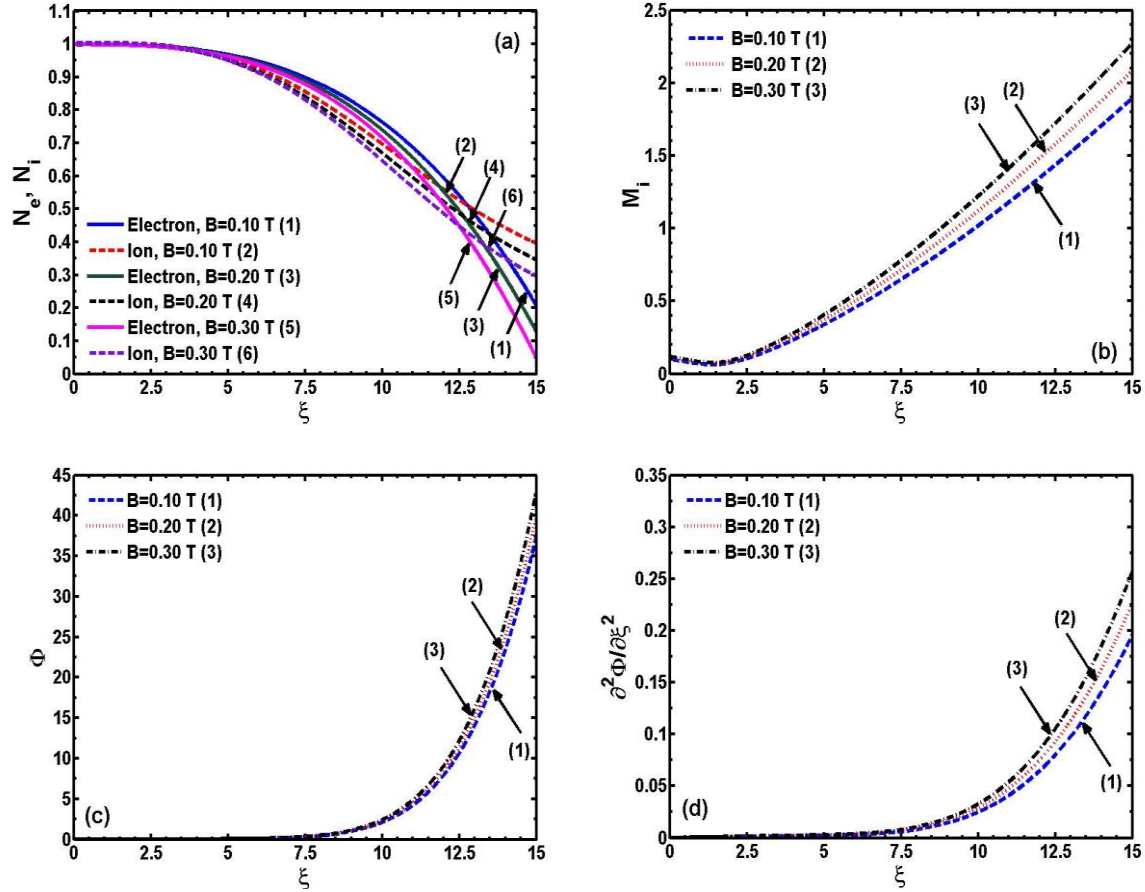 (a)
N_e, N_i
1
0.9
0.8
0.7
0.6
0.5
0.4
0.3
0.2
0.1
0
Electron, B=0.10 T (1)
Ion, B=0.10 T (2)
Electron, B=0.20 T (3)
Ion, B=0.20 T (4)
Electron, B=0.30 T (5)
Ion, B=0.30 T (6)
(2)
(4)
(6)
(5)
(3)
(1)
0 2.5 5 7.5 10 12.5 15
ξ
2.5
2
1.5
1
0.5
0
M_i
B=0.10 T (1)
B=0.20 T (2)
B=0.30 T (3)
(3)
(2)
(1)
(b)
0 2.5 5 7.5 10 12.5 15
ξ
45
40
35
30
25
20
15
10
5
0
Φ
B=0.10 T (1)
B=0.20 T (2)
B=0.30 T (3)
(2)
(3)
(1)
(c)
0 2.5 5 7.5 10 12.5 15
ξ
0.35
0.3
0.25
0.2
0.15
0.1
0.05
0
∂²Φ/∂ξ²
B=0.10 T (1)
B=0.20 T (2)
B=0.30 T (3)
(2)
(3)
(1)
(d)
0 2.5 5 7.5 10 12.5 15
ξ